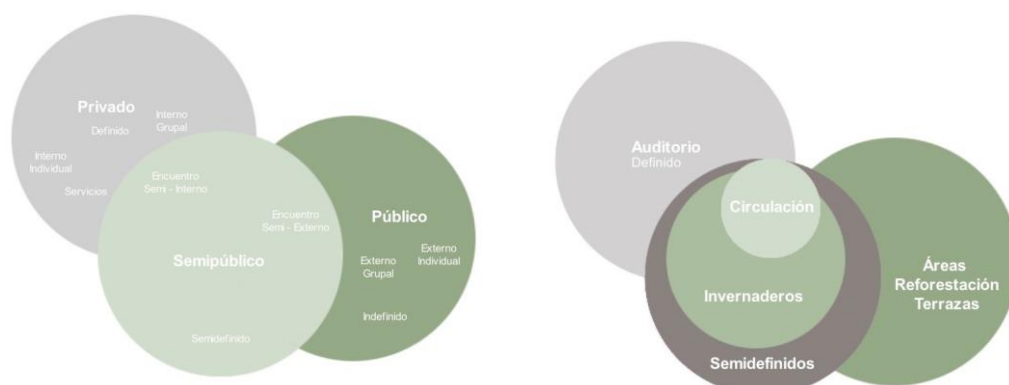 Privado
Definido
Interno
Grupal
Interno
Individual
Servicios
Encuentro
Semi - Interno
Encuentro
Semi - Externo
Semipúblico
Semidefinido
Público
Externo
Individual
Externo
Grupal
Indefinido
Auditorio
Definido
Circulación
Invernaderos
Semidefinidos
Áreas
Reforestación
Terrazas